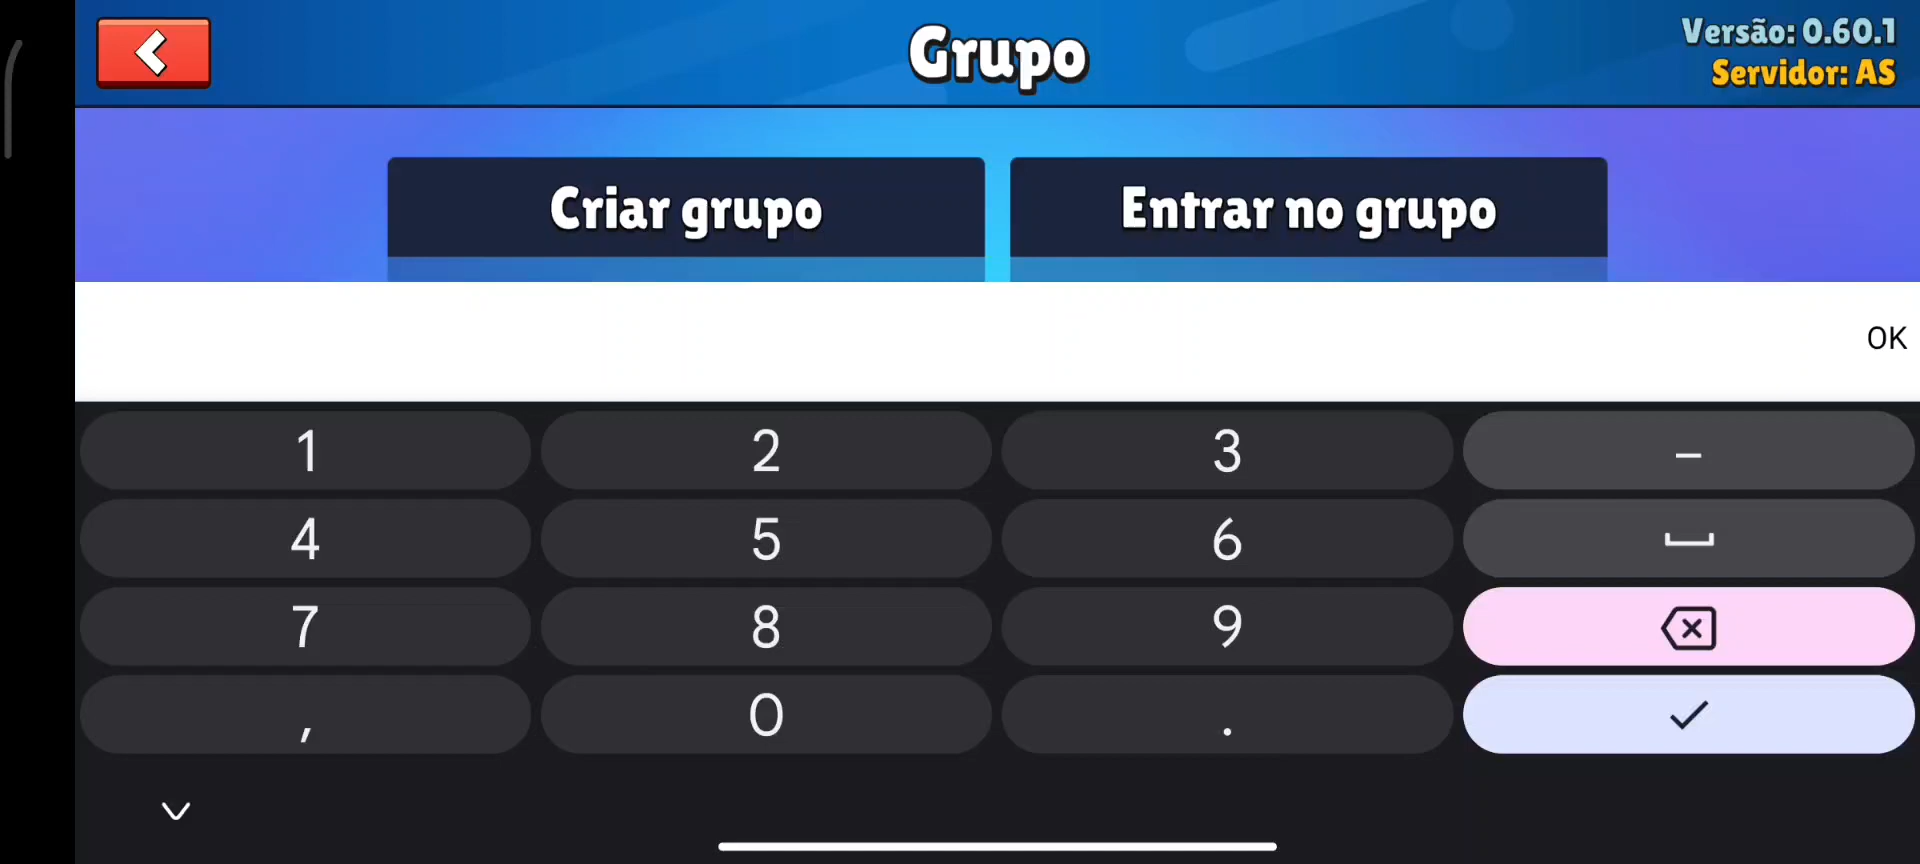 Grupo
Versão: 0.60.1
Servidor: AS
Criar grupo
Entrar no grupo
OK
1 2 3 –
4 5 6
7 8 9
, 0 .